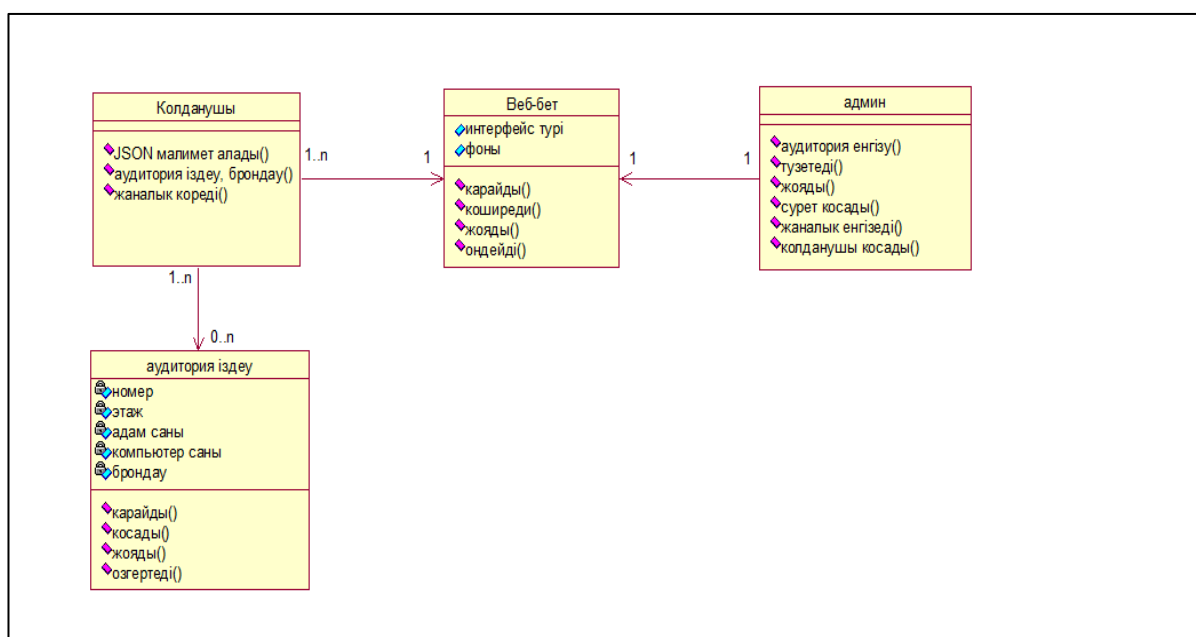 Колданушы
JSON малимет алады()
аудитория іздеу, брондау()
жаналык кореді()
1..n
1
Веб-бет
интерфейс турі
фоны
карайды()
коширеди()
жояды()
ондейді()
1
1
админ
аудитория енгізу()
тузетеді()
жояды()
сурет косады()
жаналык енгізеді()
колданушы косады()
1..n
0..n
аудитория іздеу
номер
этаж
адам саны
компьютер саны
брондау
карайды()
косады()
жояды()
озгертеді()